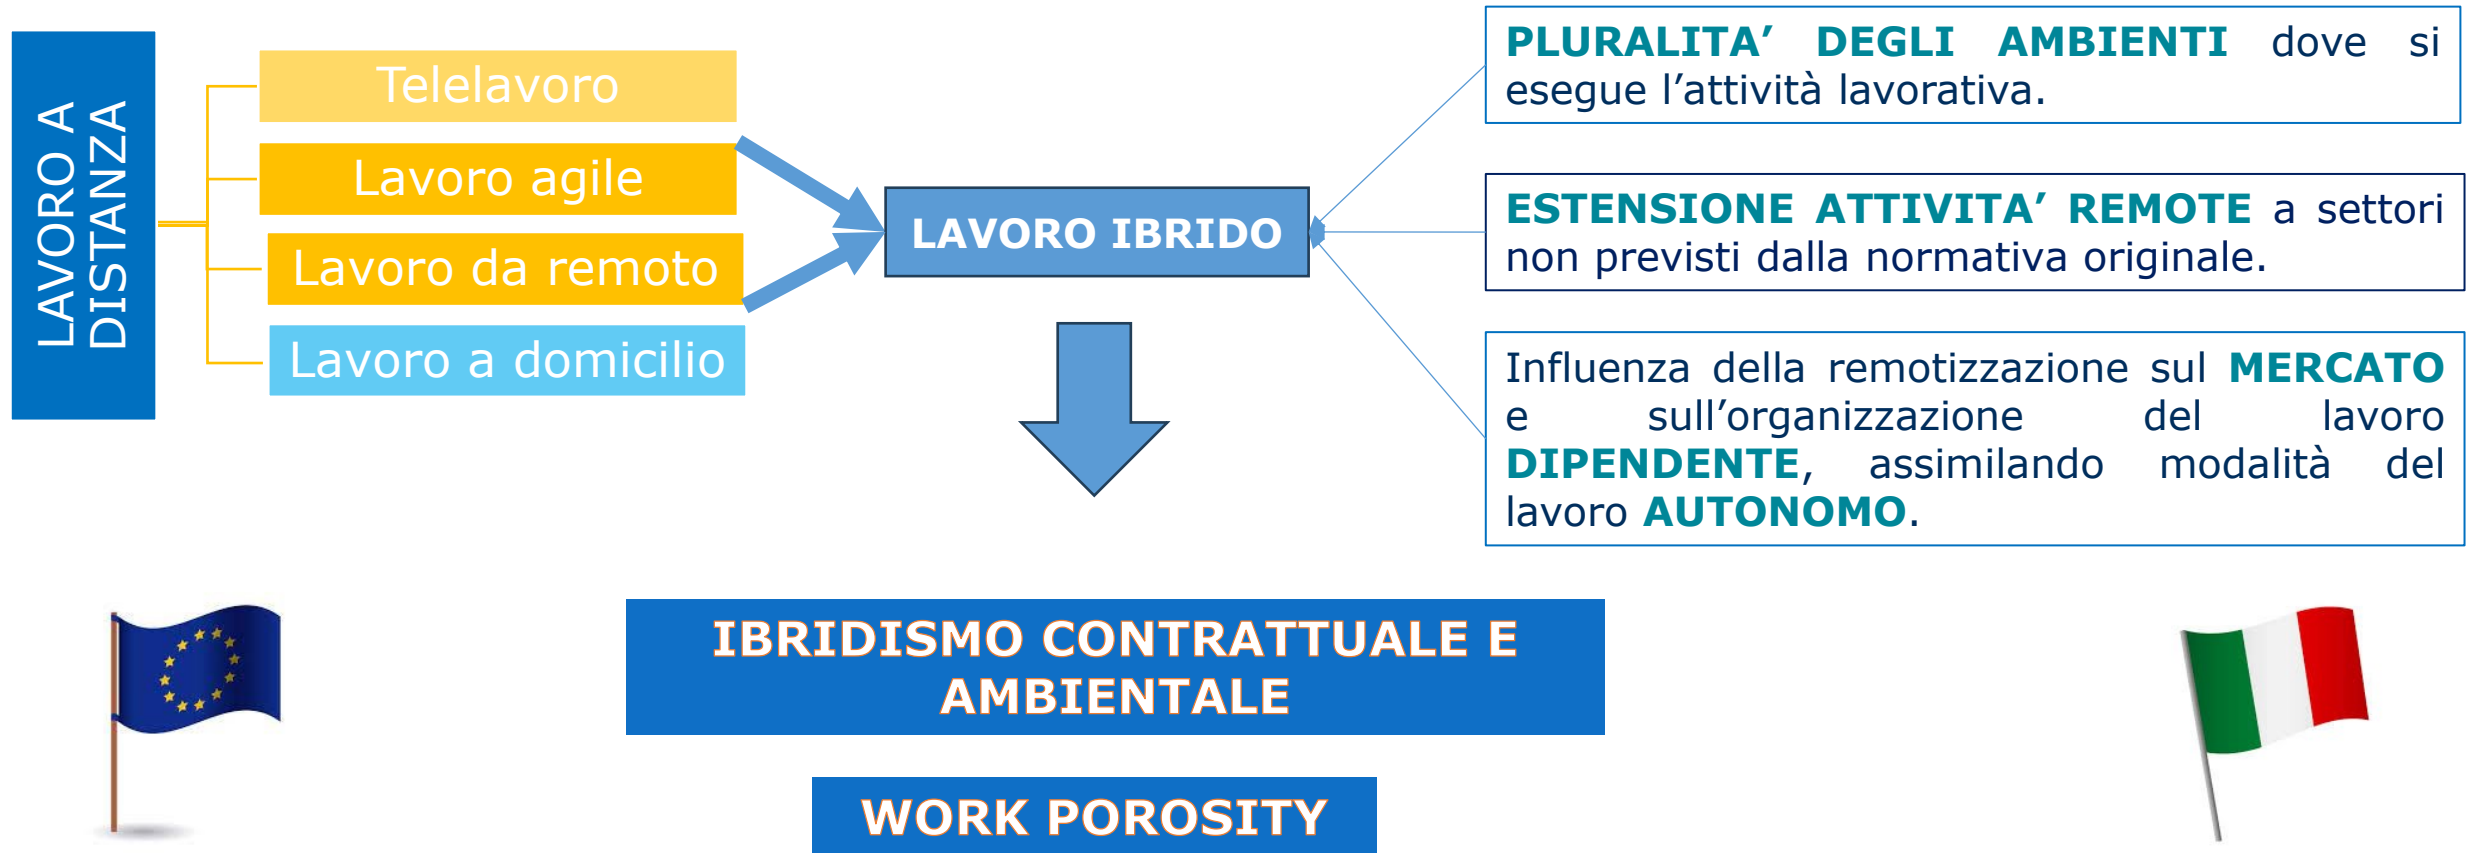 LAVORO A
DISTANZA
Telelavoro
Lavoro agile
Lavoro da remoto
Lavoro a domicilio
LAVORO IBRIDO
PLURALITA’ DEGLI AMBIENTI dove si
esegue l’attività lavorativa.
ESTENSIONE ATTIVITA’ REMOTE a settori
non previsti dalla normativa originale.
Influenza della remotizzazione sul MERCATO
e sull’organizzazione del lavoro
DIPENDENTE, assimilando modalità del
lavoro AUTONOMO.
IBRIDISMO CONTRATTUALE E
AMBIENTALE
WORK POROSITY